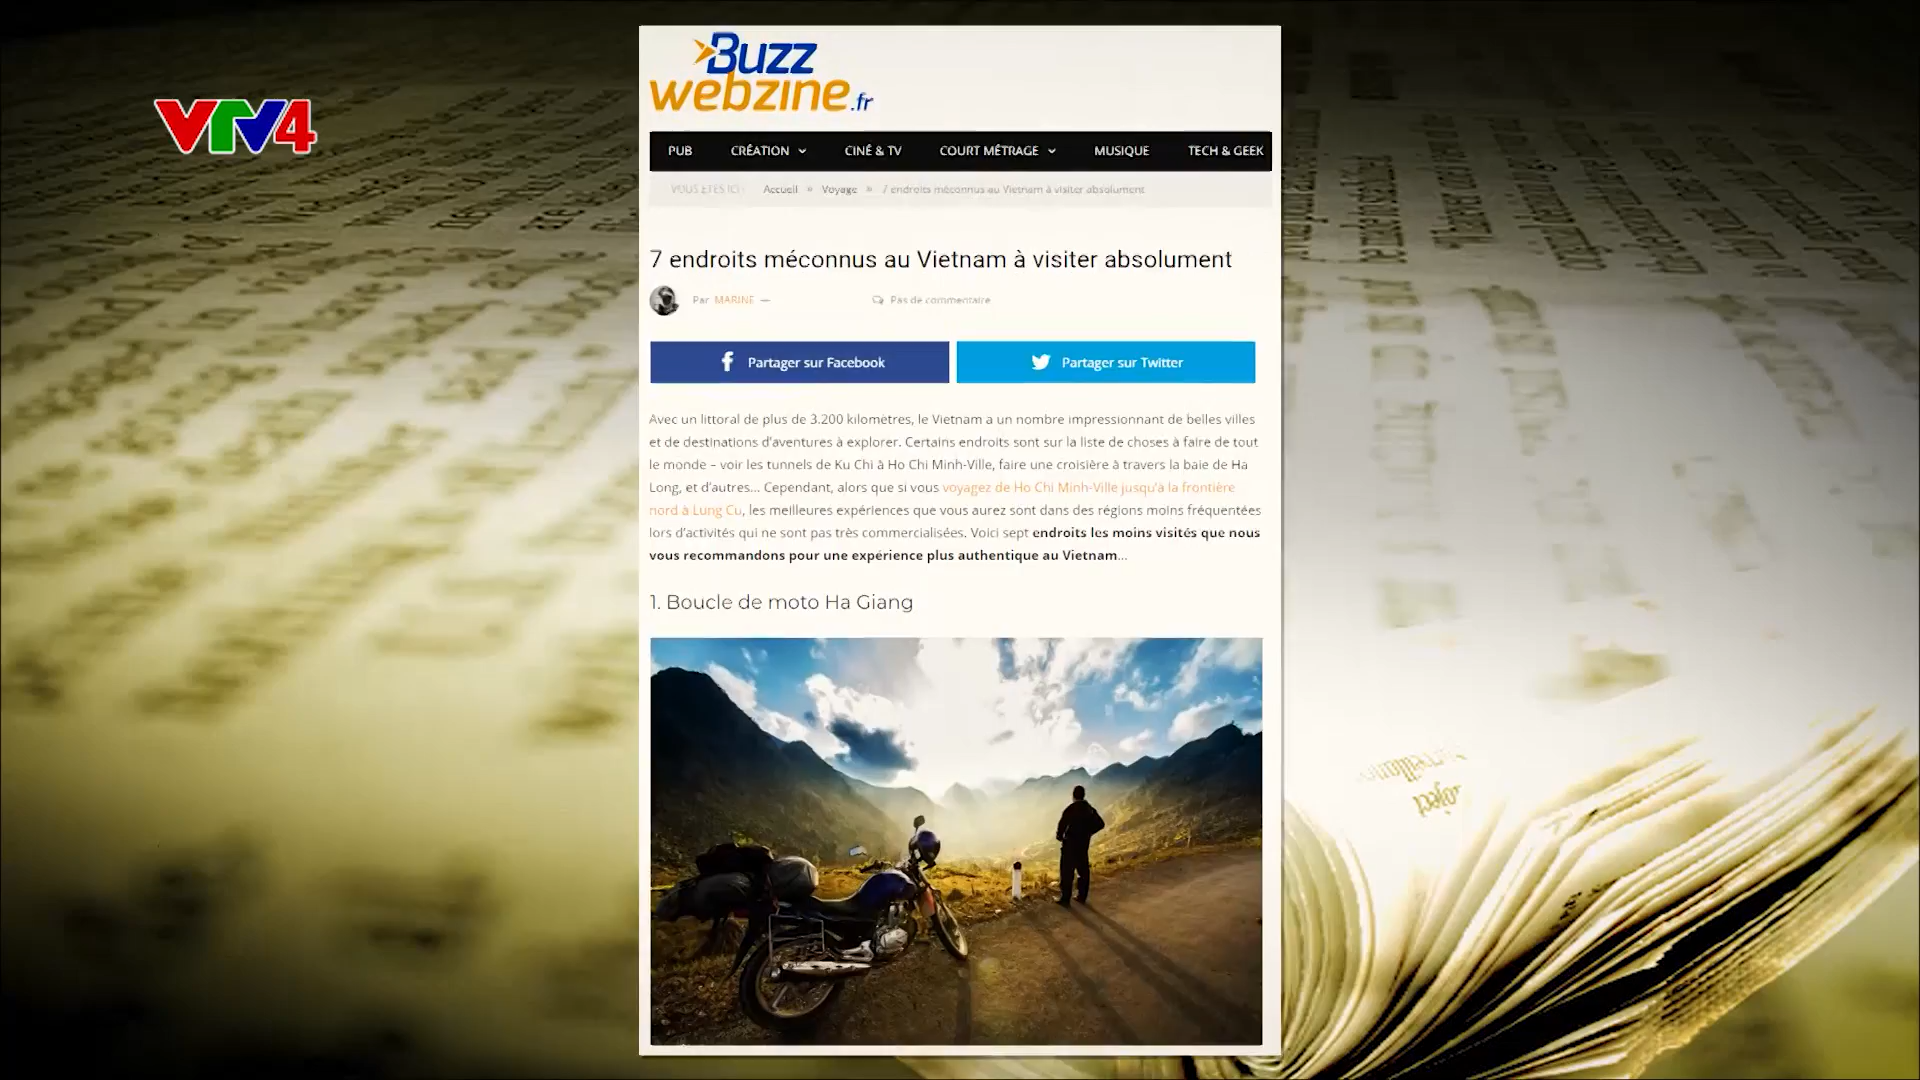 VTV4
Buzz
webzine.fr
PUB CRÉATION CINÉ & TV COURT MÉTRAGE MUSIQUE TECH & GEEK
VOUS ÊTES ICI : Accueil » Voyage » 7 endroits méconnus au Vietnam à visiter absolument
7 endroits méconnus au Vietnam à visiter absolument
Par MARINE — Pas de commentaire
Partager sur Facebook Partager sur Twitter
Avec un littoral de plus de 3.200 kilomètres, le Vietnam a un nombre impressionnant de belles villes
et de destinations d'aventures à explorer. Certains endroits sont sur la liste de choses à faire de tout
le monde – voir les tunnels de Ku Chi à Ho Chi Minh-Ville, faire une croisière à travers la baie de Ha
Long, et d'autres... Cependant, alors que si vous voyagez de Ho Chi Minh-Ville jusqu'à la frontière
nord à Lung Cu, les meilleures expériences que vous aurez sont dans des régions moins fréquentées
lors d'activités qui ne sont pas très commercialisées. Voici sept endroits les moins visités que nous
vous recommandons pour une expérience plus authentique au Vietnam...
1. Boucle de moto Ha Giang